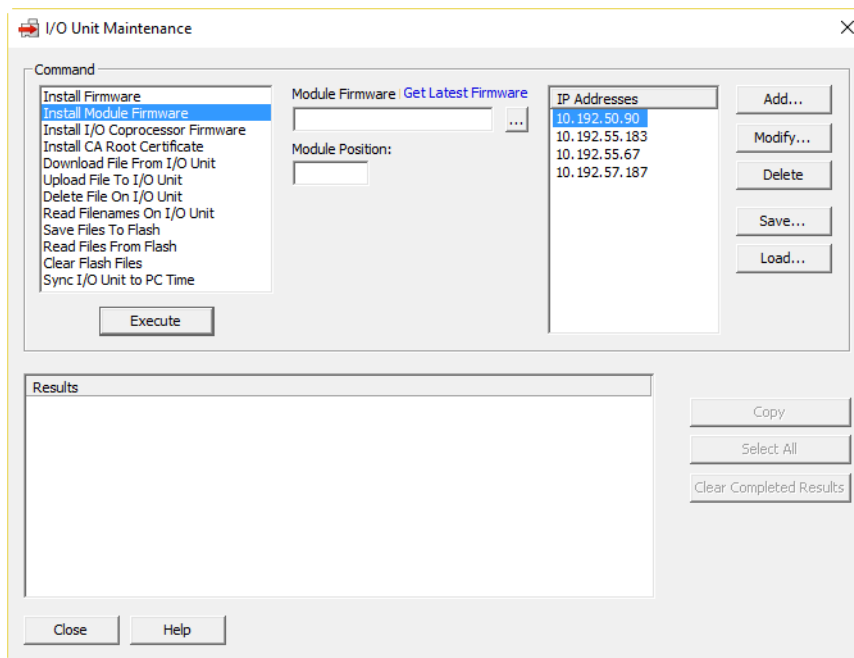 I/O Unit Maintenance
Command
Install Firmware
Install Module Firmware
Install I/O Coprocessor Firmware
Install CA Root Certificate
Download File From I/O Unit
Upload File To I/O Unit
Delete File On I/O Unit
Read Filenames On I/O Unit
Save Files To Flash
Read Files From Flash
Clear Flash Files
Sync I/O Unit to PC Time
Execute
Module Firmware Get Latest Firmware
...
Module Position:
IP Addresses
10.192.50.90
10.192.55.183
10.192.55.67
10.192.57.187
Add...
Modify...
Delete
Save...
Load...
Results
Copy
Select All
Clear Completed Results
Close
Help